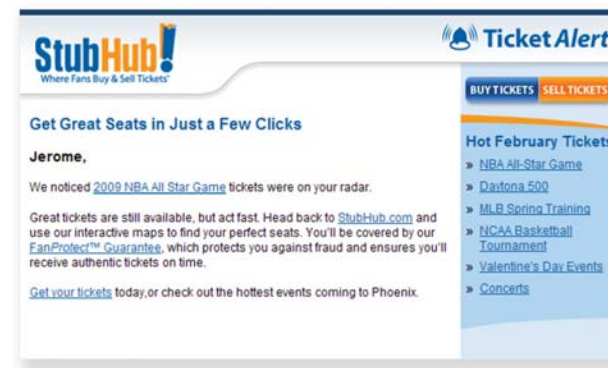 StubHub!
Where Fans Buy & Sell Tickets
Ticket Alert
BUY TICKETS SELL TICKETS
Get Great Seats in Just a Few Clicks
Jerome,
We noticed 2009 NBA All Star Game tickets were on your radar.
Great tickets are still available, but act fast. Head back to StubHub.com and
use our interactive maps to find your perfect seats. You'll be covered by our
FanProtect™ Guarantee, which protects you against fraud and ensures you'll
receive authentic tickets on time.
Get your tickets today,or check out the hottest events coming to Phoenix.
Hot February Tickets
» NBA All-Star Game
» Daytona 500
» MLB Spring Training
» NCAA Basketball
Tournament
» Valentine's Day Events
» Concerts